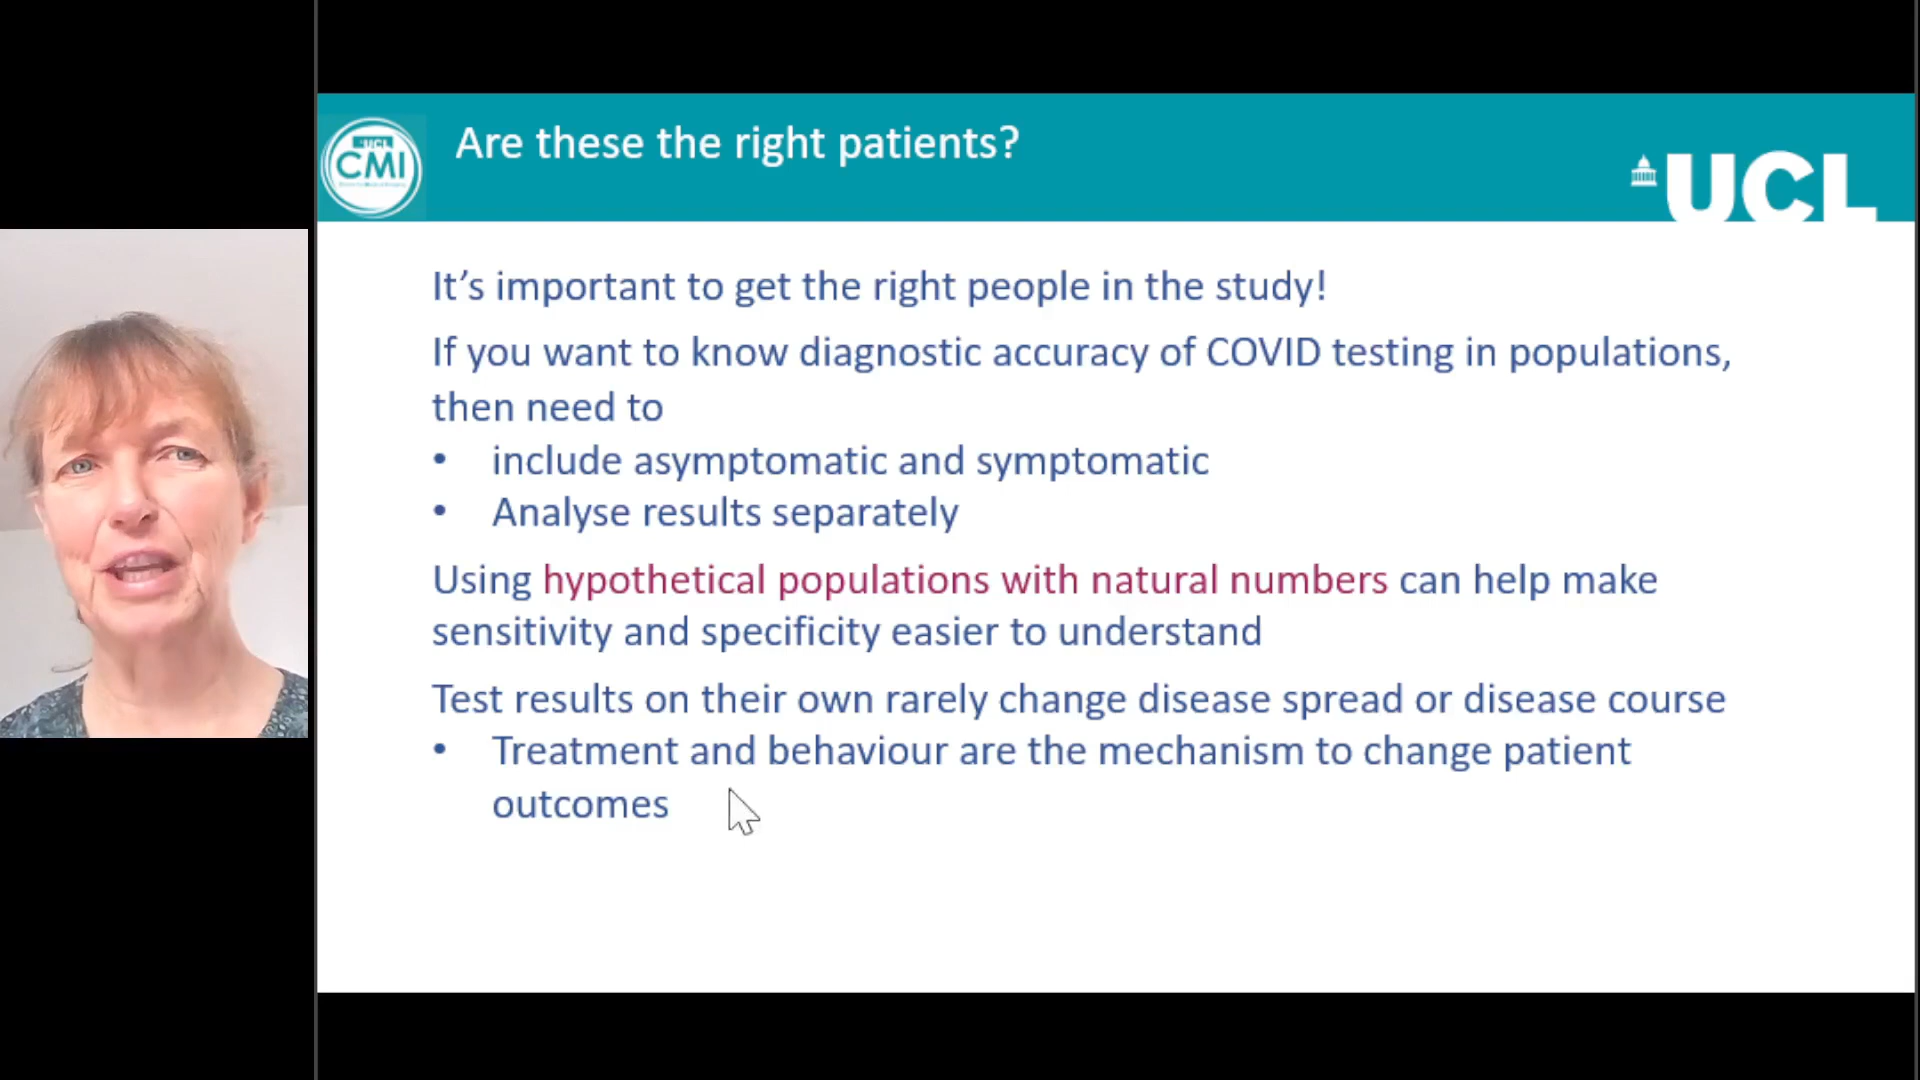 UCL
CMI
Are these the right patients?
UCL
It's important to get the right people in the study!
If you want to know diagnostic accuracy of COVID testing in populations,
then need to
• include asymptomatic and symptomatic
• Analyse results separately
Using hypothetical populations with natural numbers can help make
sensitivity and specificity easier to understand
Test results on their own rarely change disease spread or disease course
• Treatment and behaviour are the mechanism to change patient
outcomes